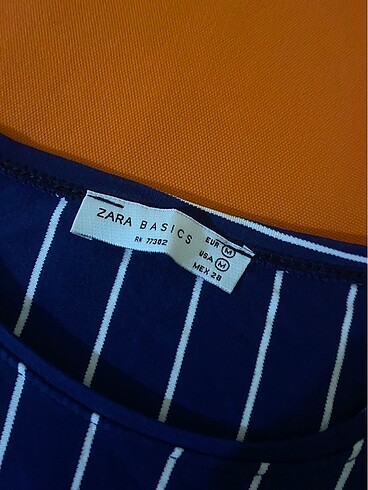 ZARA BASICS
RN 77302
EUR M
USA M
MEX 28